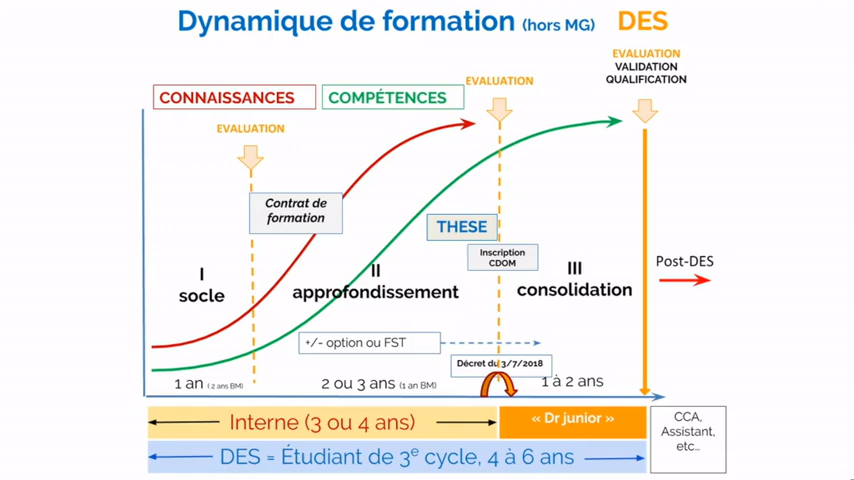 Dynamique de formation (hors MG) DES
EVALUATION
VALIDATION
QUALIFICATION
EVALUATION
CONNAISSANCES
COMPÉTENCES
EVALUATION
Contrat de
formation
THESE
Inscription
CDOM
I
socle
II
approfondissement
III
consolidation
Post-DES
+/- option ou FST
Décret du 3/7/2018
1 an ( 2 ans BM)
2 ou 3 ans (1 an BM)
1 à 2 ans
Interne (3 ou 4 ans)
« Dr junior »
CCA,
Assistant,
etc...
DES = Étudiant de 3e cycle, 4 à 6 ans